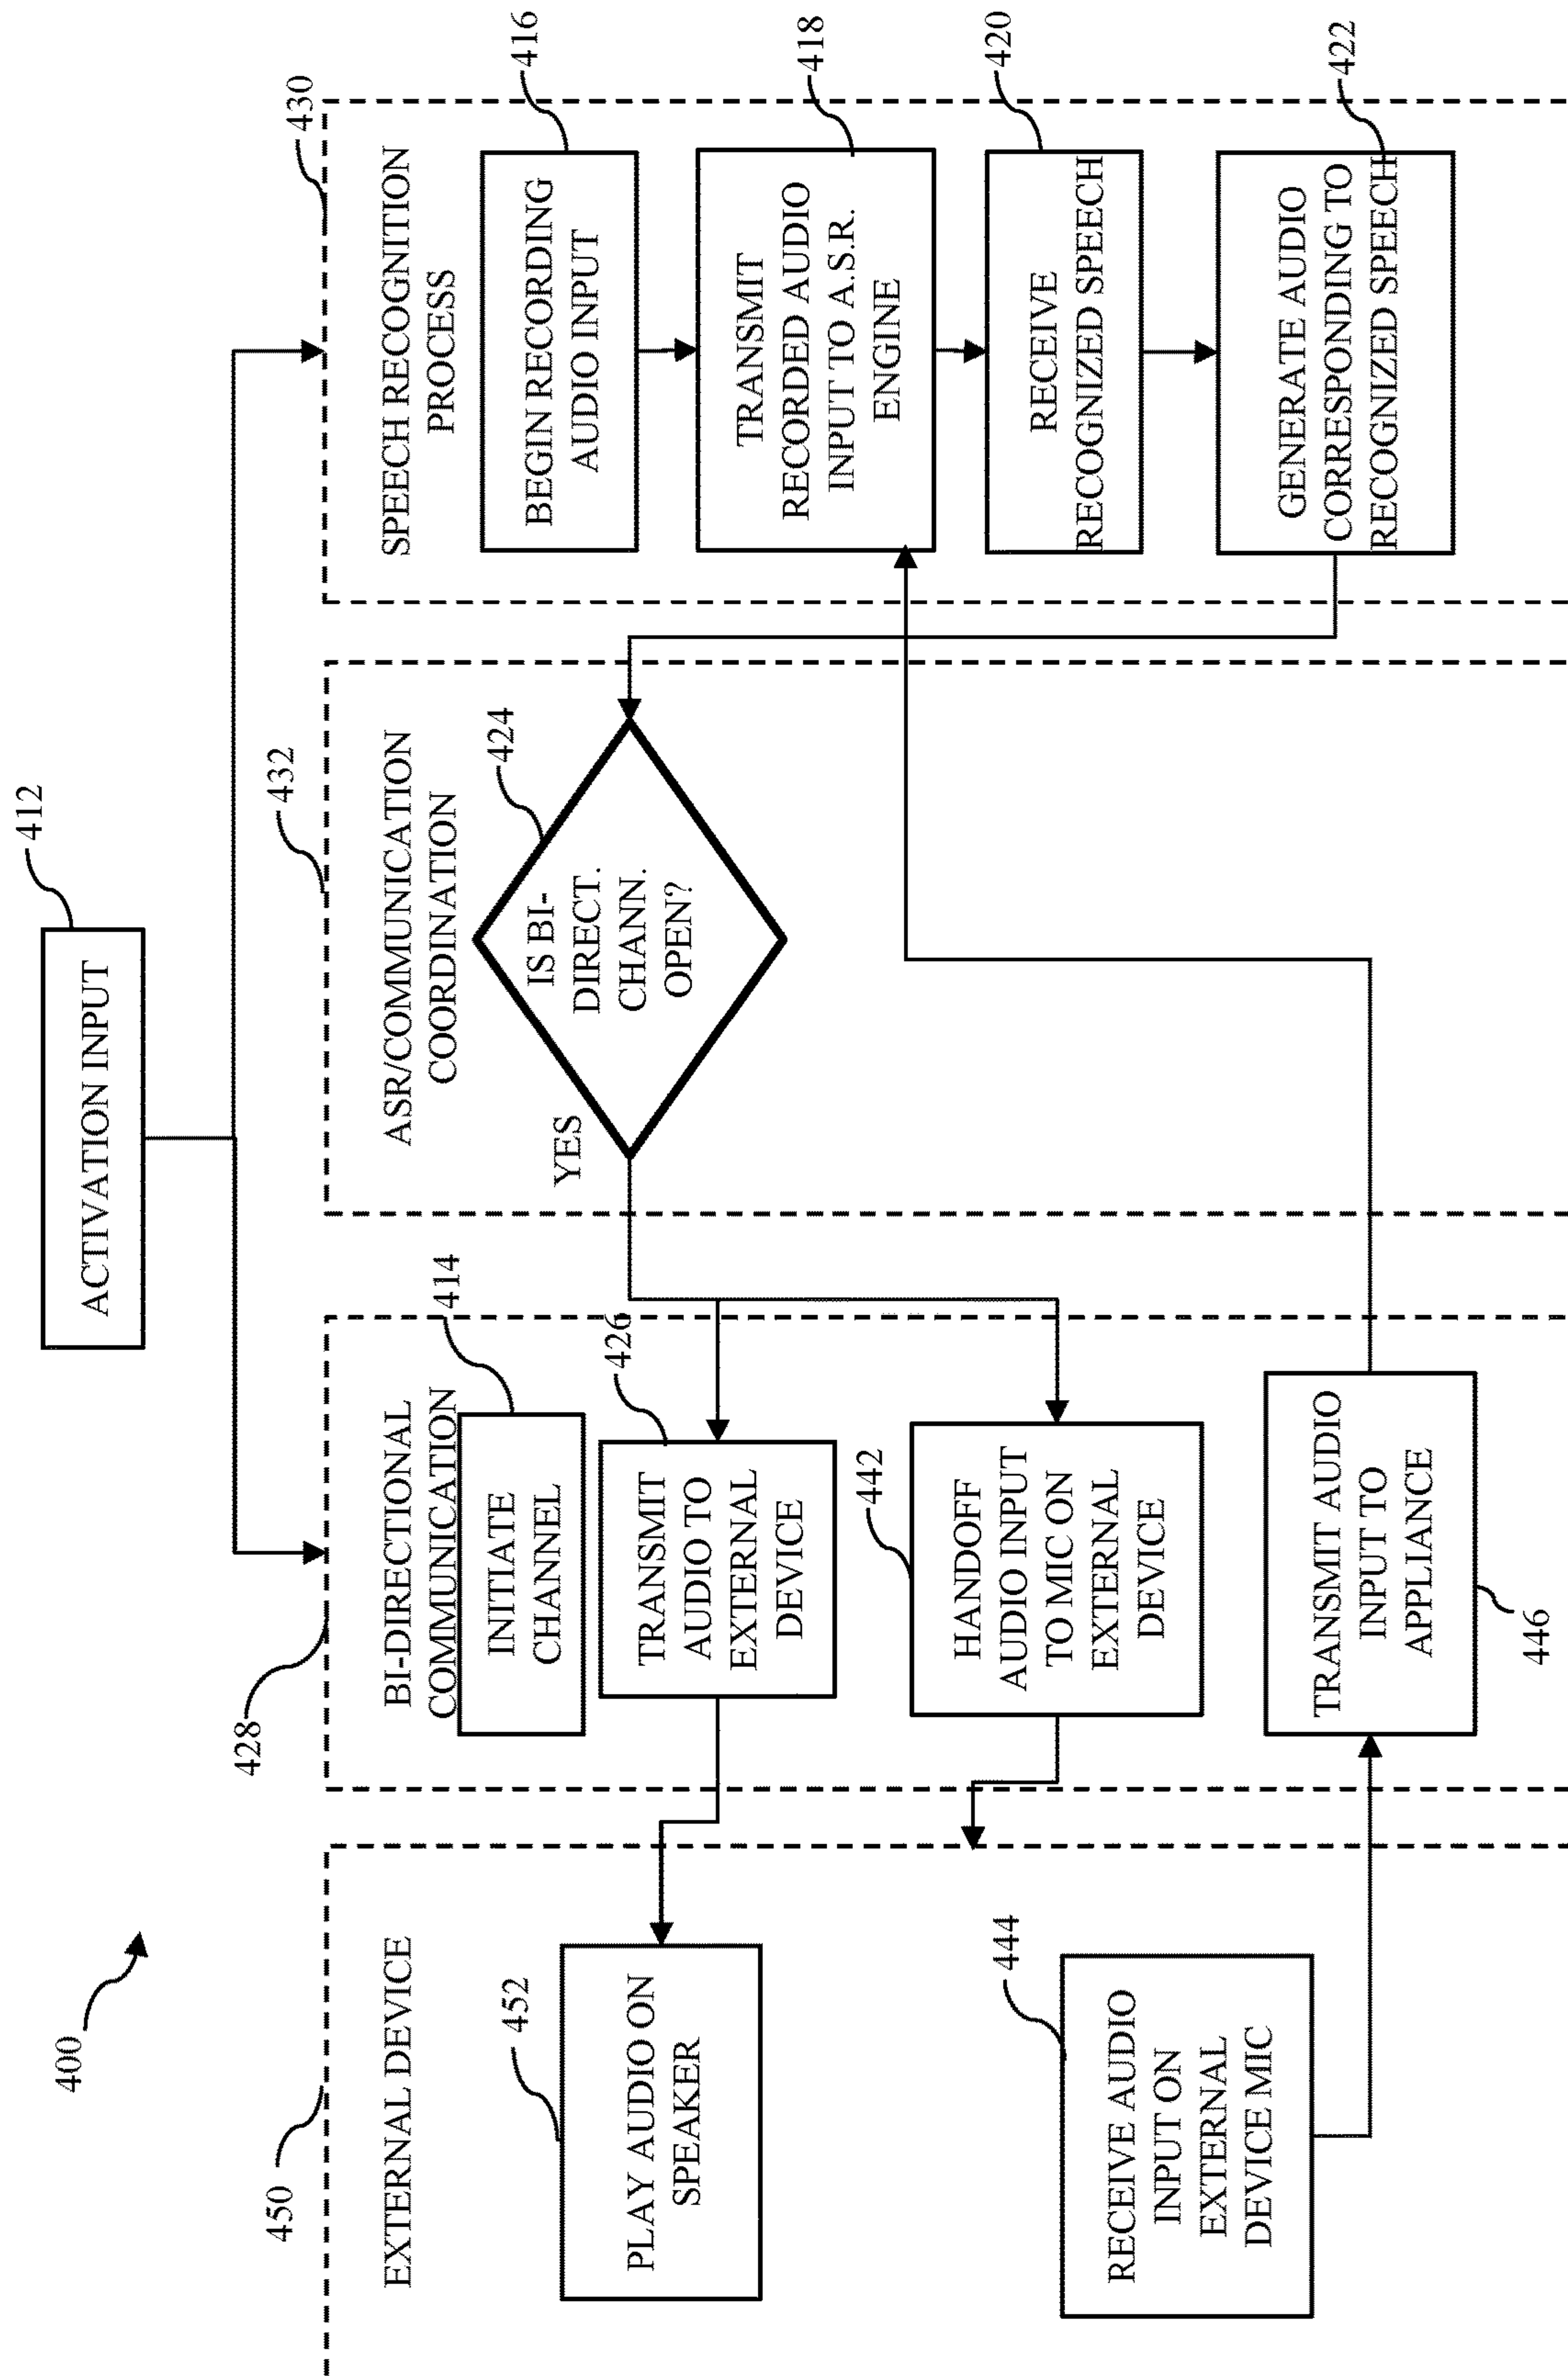 400
412
ACTIVATION INPUT
450
EXTERNAL DEVICE
452
PLAY AUDIO ON
SPEAKER
444
RECEIVE AUDIO
INPUT ON
EXTERNAL
DEVICE MIC
428
BI-DIRECTIONAL
COMMUNICATION
414
INITIATE
CHANNEL
426
TRANSMIT
AUDIO TO
EXTERNAL
DEVICE
442
HANDOFF
AUDIO INPUT
TO MIC ON
EXTERNAL
DEVICE
TRANSMIT AUDIO
INPUT TO
APPLIANCE
446
432
ASR/COMMUNICATION
COORDINATION
424
IS BI-
DIRECT.
CHANN.
OPEN?
YES
430
SPEECH RECOGNITION
PROCESS
416
BEGIN RECORDING
AUDIO INPUT
418
TRANSMIT
RECORDED AUDIO
INPUT TO A.S.R.
ENGINE
420
RECEIVE
RECOGNIZED SPEECH
422
GENERATE AUDIO
CORRESPONDING TO
RECOGNIZED SPEECH